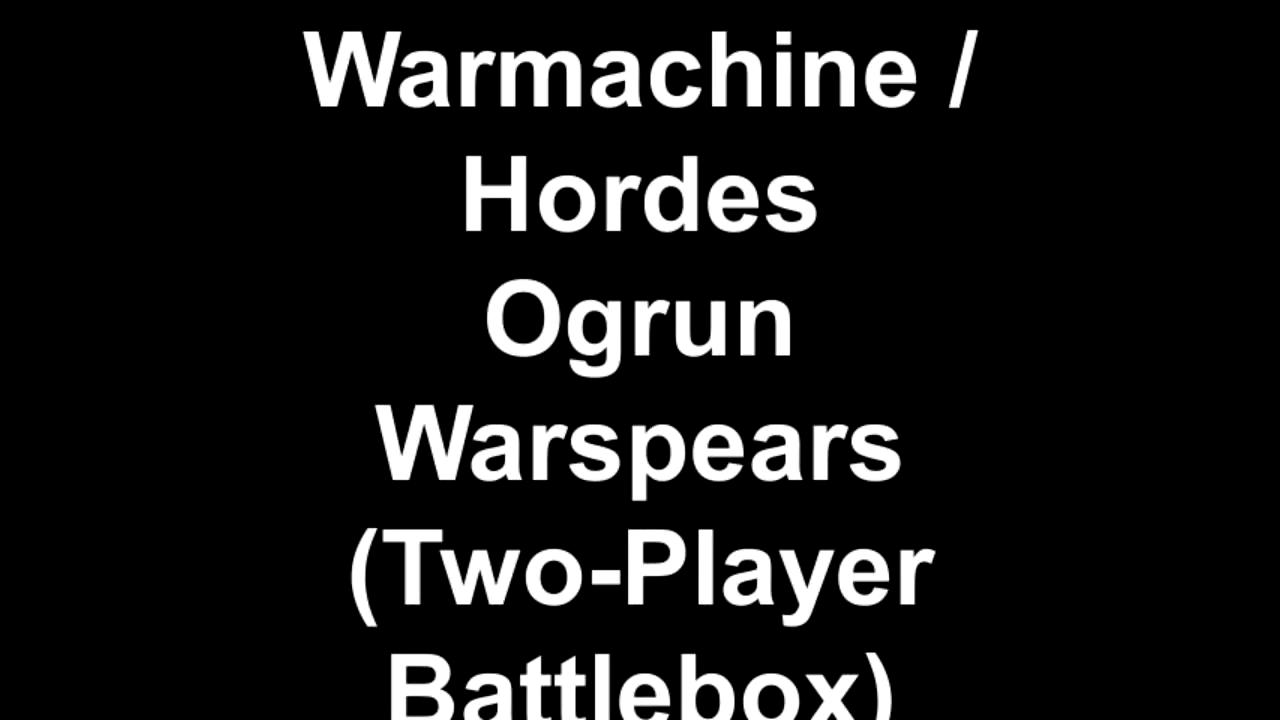 Warmachine /
Hordes
Ogrun
Warspears
(Two-Player
Battlebox)